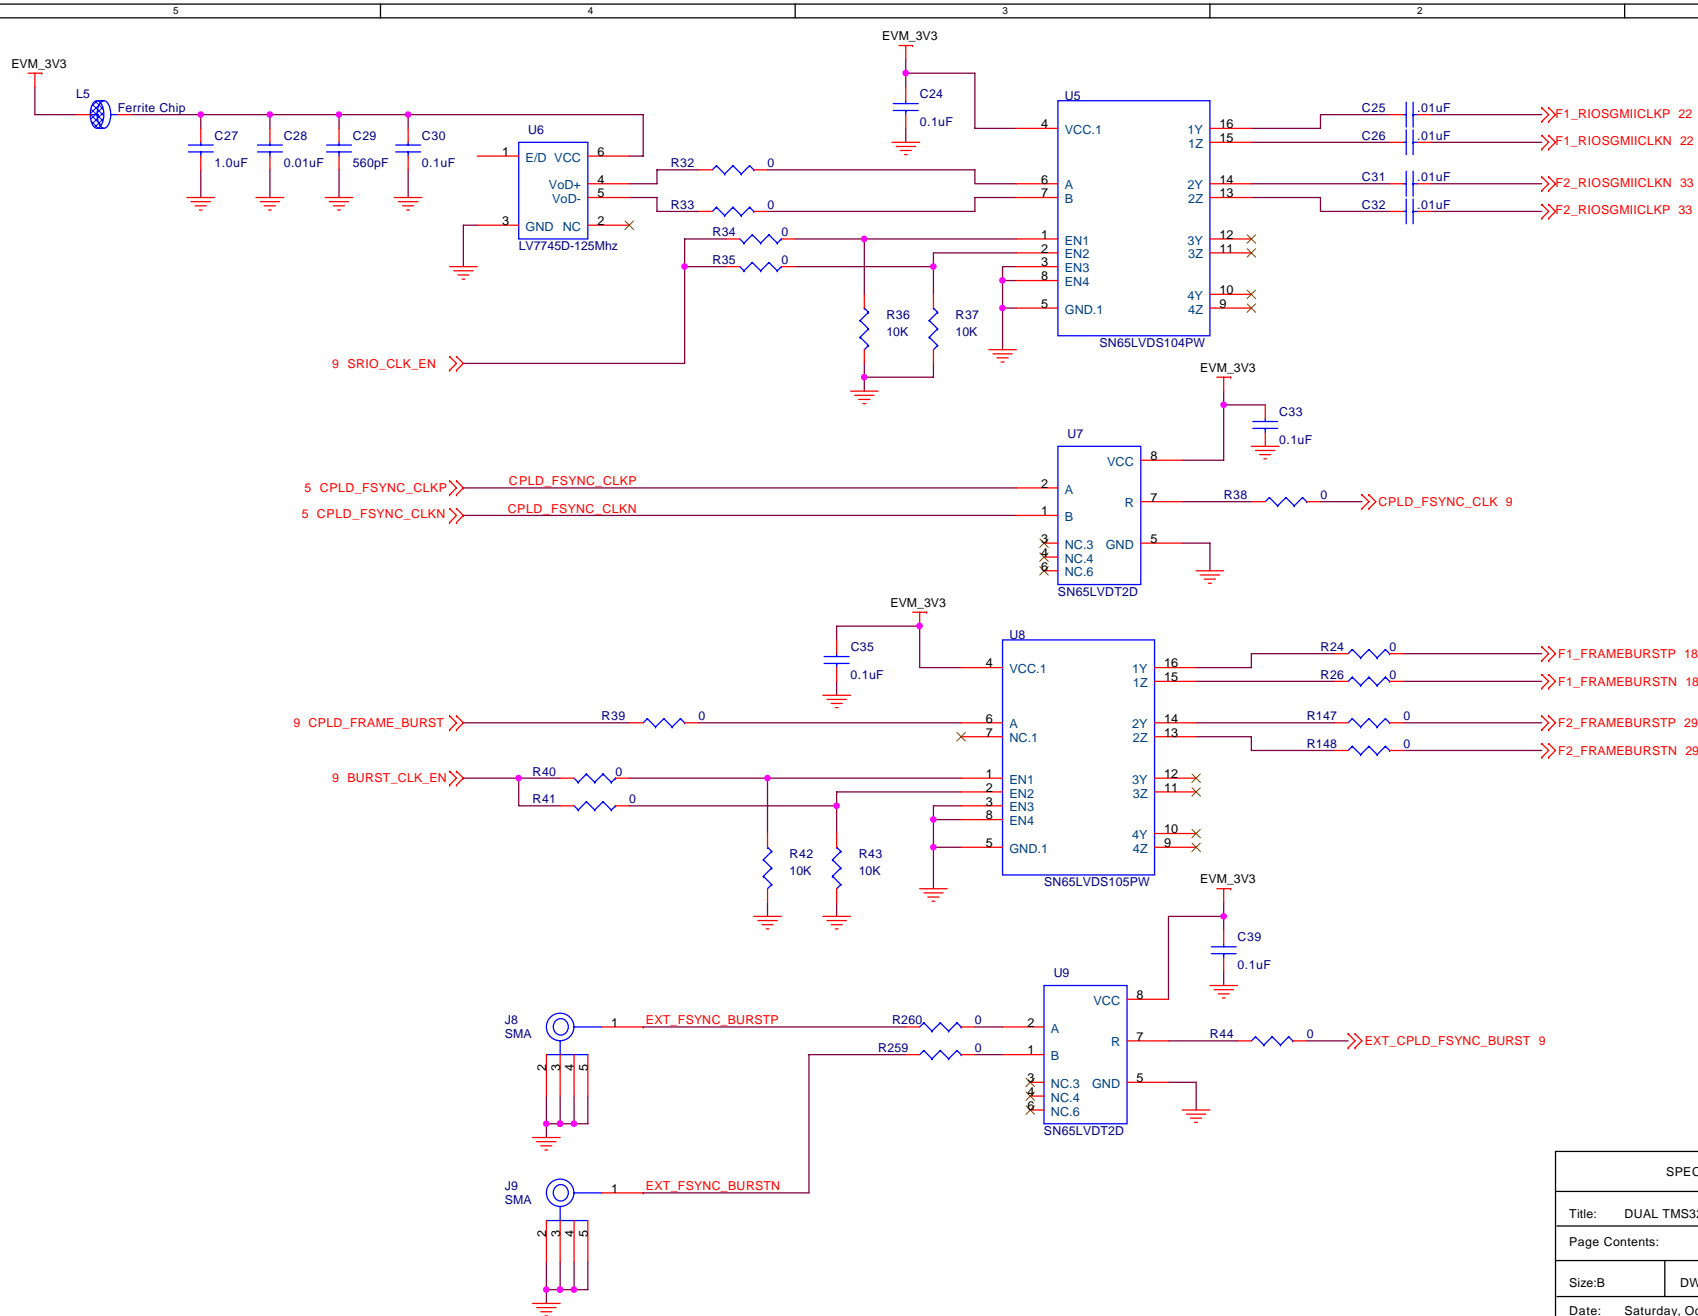 5 4 3 2
EVM_3V3
L5
Ferrite Chip
C27
1.0uF
C28
0.01uF
C29
560pF
C30
0.1uF
U6
1 E/D VCC 6
VoD+ 4
VoD- 5
3 GND NC 2
LV7745D-125Mhz
EVM_3V3
C24
0.1uF
R32 0
R33 0
R34 0
R35 0
R36
10K
R37
10K
9 SRIO_CLK_EN
U5
4 VCC.1
6 A
7 B
1 EN1
2 EN2
3 EN3
8 EN4
5 GND.1
1Y 16
1Z 15
2Y 14
2Z 13
3Y 12
3Z 11
4Y 10
4Z 9
SN65LVDS104PW
C25 .01uF F1_RIOSGMIICLKP 22
C26 .01uF F1_RIOSGMIICLKN 22
C31 .01uF F2_RIOSGMIICLKN 33
C32 .01uF F2_RIOSGMIICLKP 33
EVM_3V3
C33
0.1uF
U7
VCC 8
2 A
R 7
1 B
3 NC.3 GND 5
4 NC.4
6 NC.6
SN65LVDT2D
5 CPLD_FSYNC_CLKP CPLD_FSYNC_CLKP
5 CPLD_FSYNC_CLKN CPLD_FSYNC_CLKN
R38 0 CPLD_FSYNC_CLK 9
EVM_3V3
C35
0.1uF
U8
4 VCC.1
6 A
7 NC.1
1 EN1
2 EN2
3 EN3
8 EN4
5 GND.1
1Y 16
1Z 15
2Y 14
2Z 13
3Y 12
3Z 11
4Y 10
4Z 9
SN65LVDS105PW
9 CPLD_FRAME_BURST R39 0
9 BURST_CLK_EN R40 0
R41 0
R42
10K
R43
10K
R24 0 F1_FRAMEBURSTP 18
R26 0 F1_FRAMEBURSTN 18
R147 0 F2_FRAMEBURSTP 29
R148 0 F2_FRAMEBURSTN 29
EVM_3V3
C39
0.1uF
U9
VCC 8
2 A
R 7
1 B
3 NC.3 GND 5
4 NC.4
6 NC.6
SN65LVDT2D
J8
SMA
1 EXT_FSYNC_BURSTP R260 0
R259 0
2 3 4 5
R44 0 EXT_CPLD_FSYNC_BURST 9
J9
SMA
1 EXT_FSYNC_BURSTN
2 3 4 5
SPEC
Title: DUAL TMS3
Page Contents:
Size:B DW
Date: Saturday, Oc